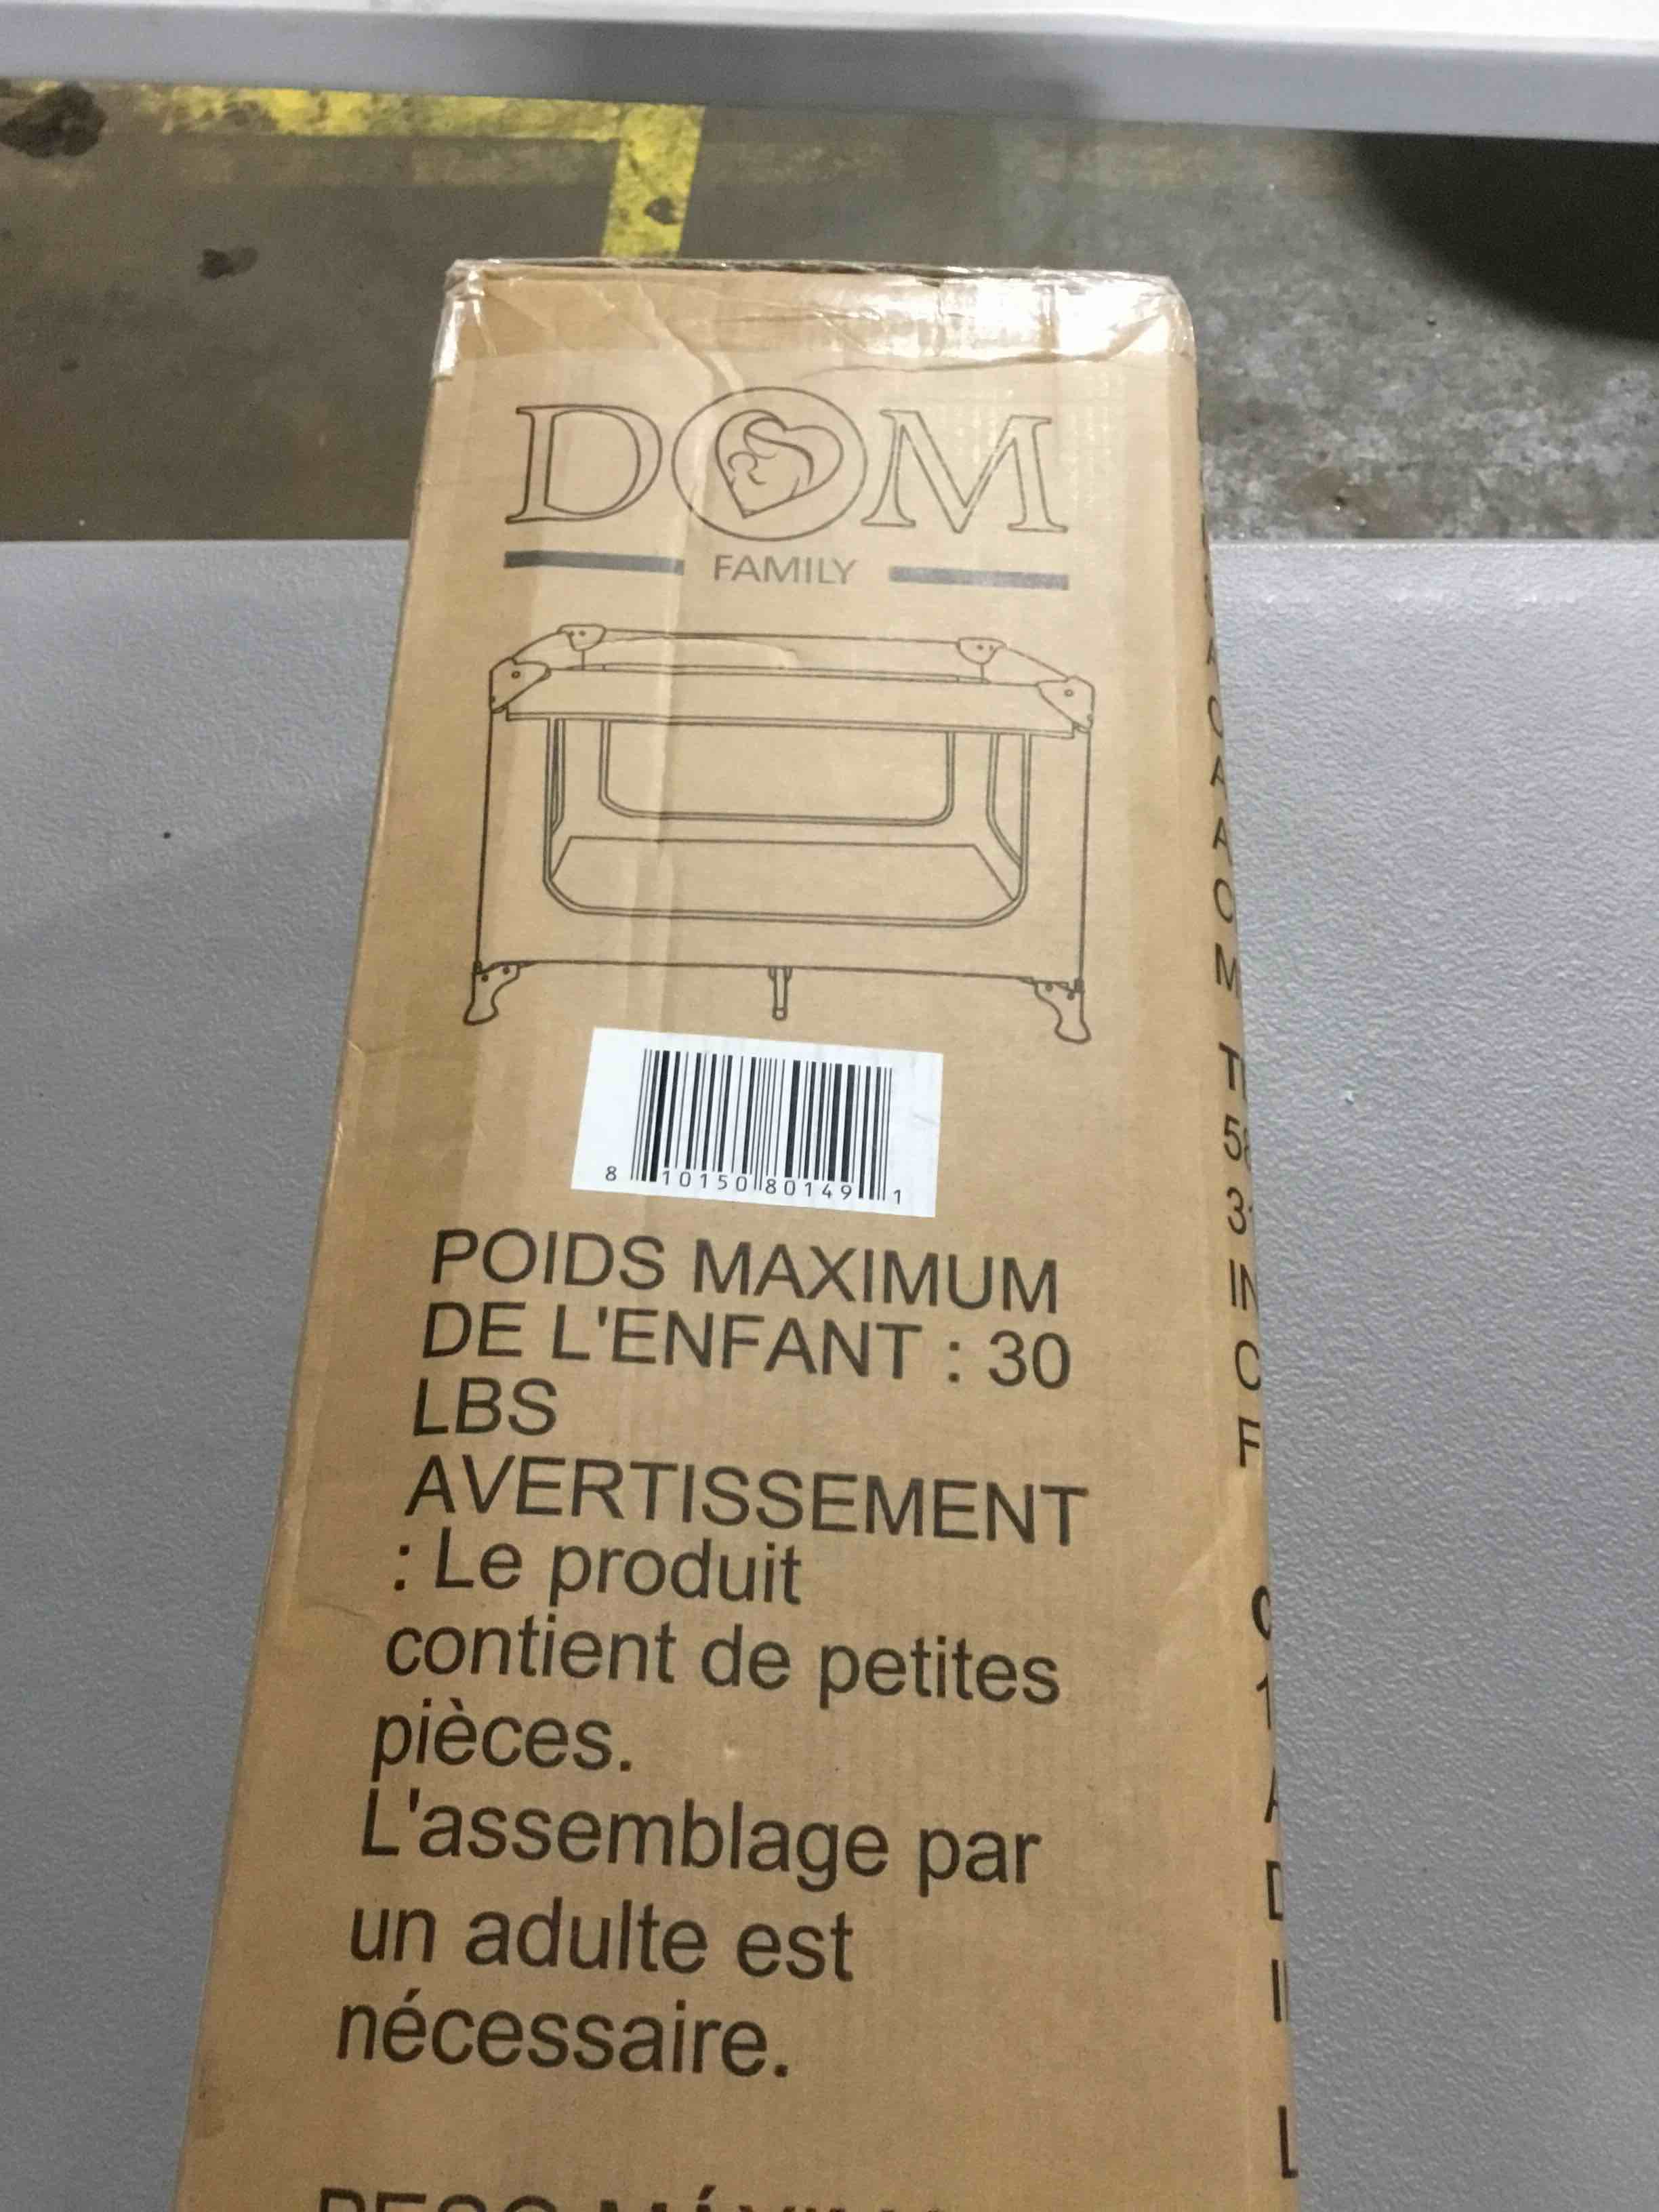 DOM
FAMILY
8 10150 80149 1
POIDS MAXIMUM
DE L'ENFANT : 30
LBS
AVERTISSEMENT
: Le produit
contient de petites
pièces.
L'assemblage par
un adulte est
nécessaire.